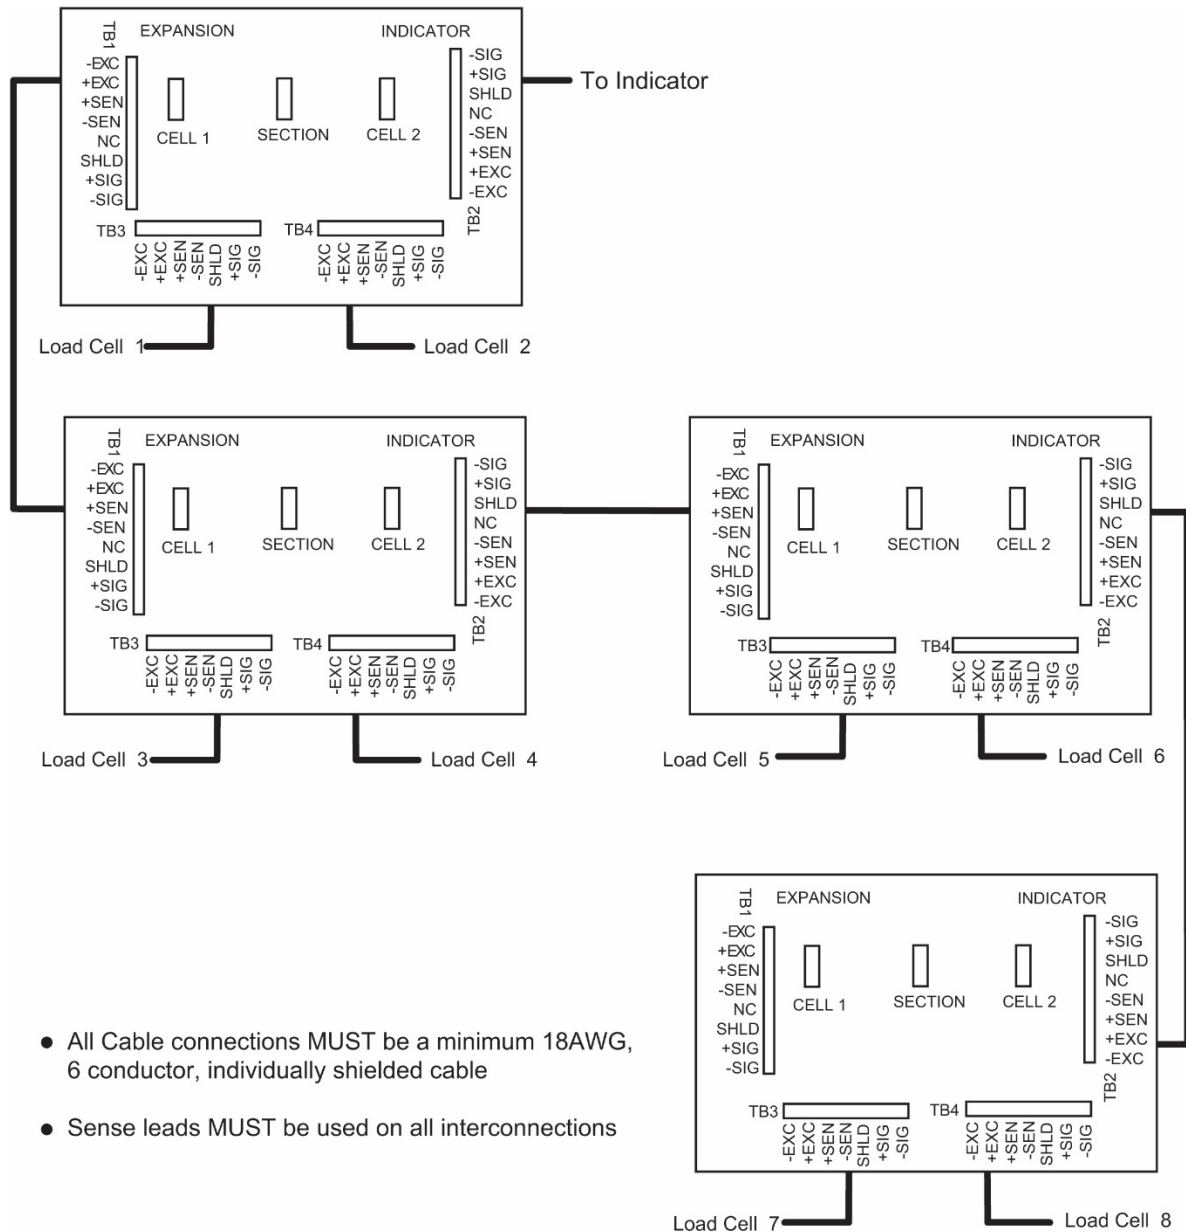 TB1
EXPANSION
INDICATOR
-EXC
+EXC
+SEN
-SEN
NC
SHLD
+SIG
-SIG
CELL 1
SECTION
CELL 2
-SIG
+SIG
SHLD
NC
-SEN
+SEN
+EXC
-EXC
TB2
To Indicator
TB3
-EXC
+EXC
+SEN
-SEN
SHLD
+SIG
-SIG
TB4
-EXC
+EXC
+SEN
-SEN
SHLD
+SIG
-SIG
Load Cell 1
Load Cell 2
TB1
EXPANSION
INDICATOR
-EXC
+EXC
+SEN
-SEN
NC
SHLD
+SIG
-SIG
CELL 1
SECTION
CELL 2
-SIG
+SIG
SHLD
NC
-SEN
+SEN
+EXC
-EXC
TB2
TB3
-EXC
+EXC
+SEN
-SEN
SHLD
+SIG
-SIG
TB4
-EXC
+EXC
+SEN
-SEN
SHLD
+SIG
-SIG
Load Cell 3
Load Cell 4
TB1
EXPANSION
INDICATOR
-EXC
+EXC
+SEN
-SEN
NC
SHLD
+SIG
-SIG
CELL 1
SECTION
CELL 2
-SIG
+SIG
SHLD
NC
-SEN
+SEN
+EXC
-EXC
TB2
TB3
-EXC
+EXC
+SEN
-SEN
SHLD
+SIG
-SIG
TB4
-EXC
+EXC
+SEN
-SEN
SHLD
+SIG
-SIG
Load Cell 5
Load Cell 6
TB1
EXPANSION
INDICATOR
-EXC
+EXC
+SEN
-SEN
NC
SHLD
+SIG
-SIG
CELL 1
SECTION
CELL 2
-SIG
+SIG
SHLD
NC
-SEN
+SEN
+EXC
-EXC
TB2
TB3
-EXC
+EXC
+SEN
-SEN
SHLD
+SIG
-SIG
TB4
-EXC
+EXC
+SEN
-SEN
SHLD
+SIG
-SIG
Load Cell 7
Load Cell 8
● All Cable connections MUST be a minimum 18AWG,
6 conductor, individually shielded cable
● Sense leads MUST be used on all interconnections